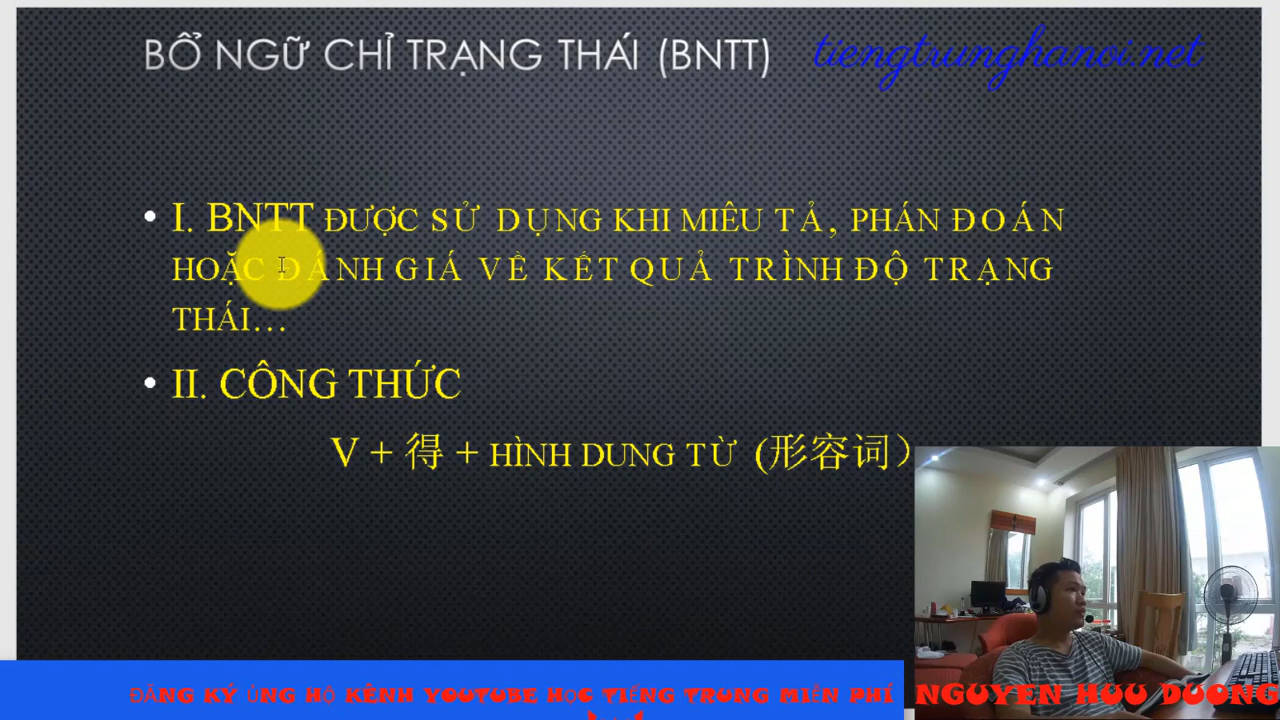 BỔ NGỮ CHỈ TRẠNG THÁI (BNTT)
tiengtrunghanoi.net
• I. BNTT ĐƯỢC SỬ DỤNG KHI MIÊU TẢ, PHÁN ĐOÁN
HOẶC ĐÁNH GIÁ VỀ KẾT QUẢ TRÌNH ĐỘ TRẠNG
THÁI...
• II. CÔNG THỨC
V + 得 + HÌNH DUNG TỪ (形容词)
ĐĂNG KÝ ỦNG HỘ KÊNH YOUTUBE HỌC TIẾNG TRUNG MIỄN PHÍ
NGUYEN HUU DUONG